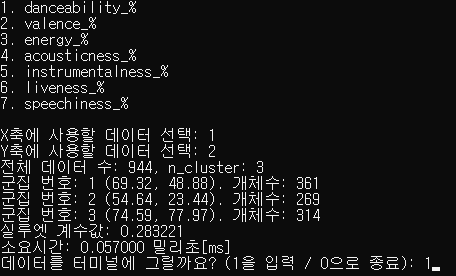 1. danceability_%
2. valence_%
3. energy_%
4. acousticness_%
5. instrumentalness_%
6. liveness_%
7. speechiness_%
X축에 사용할 데이터 선택: 1
Y축에 사용할 데이터 선택: 2
전체 데이터 수: 944, n_cluster: 3
군집 번호: 1 (69.32, 48.88). 개체수: 361
군집 번호: 2 (54.64, 23.44). 개체수: 269
군집 번호: 3 (74.59, 77.97). 개체수: 314
실루엣 계수값: 0.283221
소요시간: 0.057000 밀리초[ms]
데이터를 터미널에 그릴까요? (1을 입력 / 0으로 종료): 1